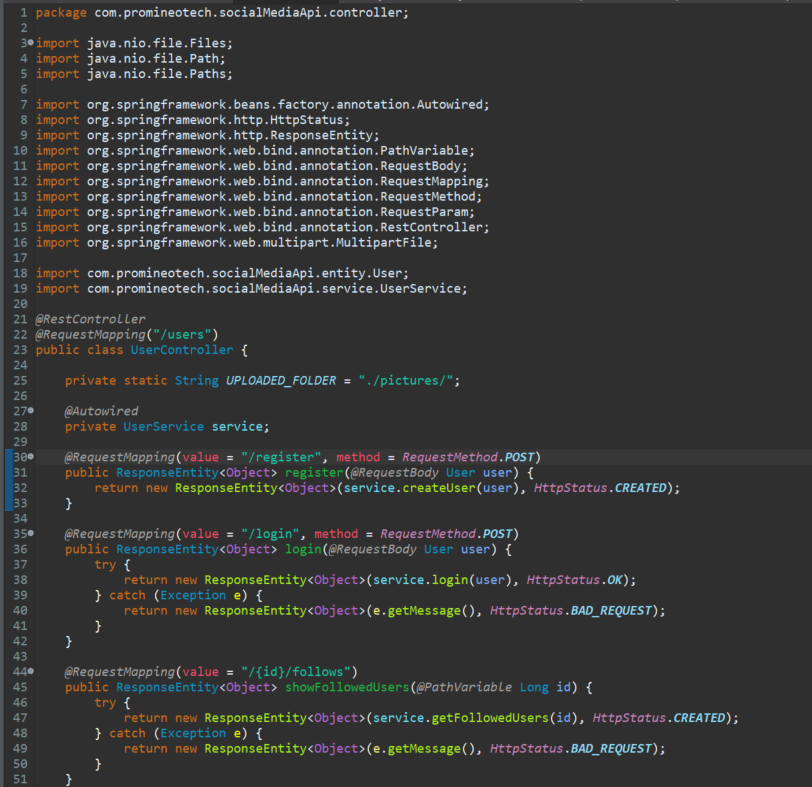 1 package com.promineotech.socialMediaApi.controller;
2
3 import java.nio.file.Files;
4 import java.nio.file.Path;
5 import java.nio.file.Paths;
6
7 import org.springframework.beans.factory.annotation.Autowired;
8 import org.springframework.http.HttpStatus;
9 import org.springframework.http.ResponseEntity;
10 import org.springframework.web.bind.annotation.PathVariable;
11 import org.springframework.web.bind.annotation.RequestBody;
12 import org.springframework.web.bind.annotation.RequestMapping;
13 import org.springframework.web.bind.annotation.RequestMethod;
14 import org.springframework.web.bind.annotation.RequestParam;
15 import org.springframework.web.bind.annotation.RestController;
16 import org.springframework.web.multipart.MultipartFile;
17
18 import com.promineotech.socialMediaApi.entity.User;
19 import com.promineotech.socialMediaApi.service.UserService;
20
21 @RestController
22 @RequestMapping("/users")
23 public class UserController {
24
25     private static String UPLOADED_FOLDER = "./pictures/";
26
27     @Autowired
28     private UserService service;
29
30     @RequestMapping(value = "/register", method = RequestMethod.POST)
31     public ResponseEntity<Object> register(@RequestBody User user) {
32         return new ResponseEntity<Object>(service.createUser(user), HttpStatus.CREATED);
33     }
34
35     @RequestMapping(value = "/login", method = RequestMethod.POST)
36     public ResponseEntity<Object> login(@RequestBody User user) {
37         try {
38             return new ResponseEntity<Object>(service.login(user), HttpStatus.OK);
39         } catch (Exception e) {
40             return new ResponseEntity<Object>(e.getMessage(), HttpStatus.BAD_REQUEST);
41         }
42     }
43
44     @RequestMapping(value = "/{id}/follows")
45     public ResponseEntity<Object> showFollowedUsers(@PathVariable Long id) {
46         try {
47             return new ResponseEntity<Object>(service.getFollowedUsers(id), HttpStatus.CREATED);
48         } catch (Exception e) {
49             return new ResponseEntity<Object>(e.getMessage(), HttpStatus.BAD_REQUEST);
50         }
51     }